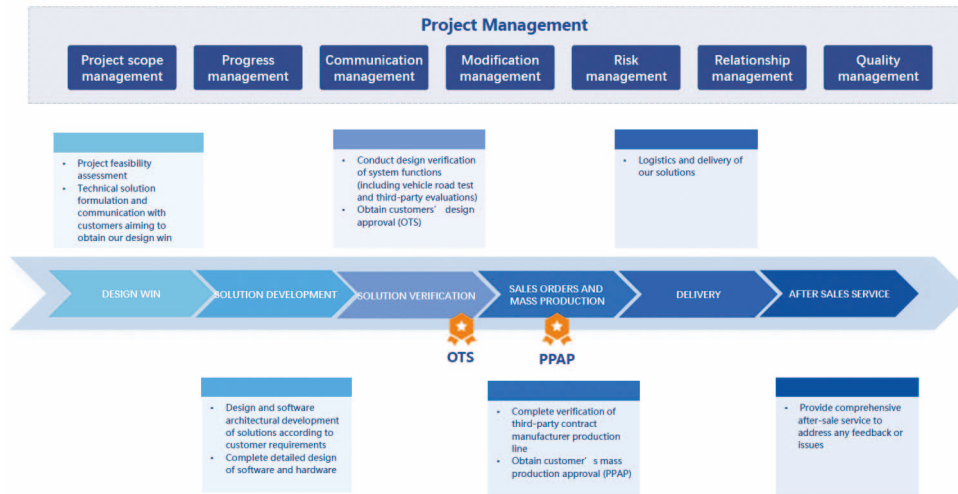 Project Management
Project scope
management
Progress
management
Communication
management
Modification
management
Risk
management
Relationship
management
Quality
management
• Project feasibility
assessment
• Technical solution
formulation and
communication with
customers aiming to
obtain our design win
• Conduct design verification
of system functions
(including vehicle road test
and third-party evaluations)
• Obtain customers' design
approval (OTS)
• Logistics and delivery of
our solutions
DESIGN WIN
SOLUTION DEVELOPMENT
SOLUTION VERIFICATION
SALES ORDERS AND
MASS PRODUCTION
DELIVERY
AFTER SALES SERVICE
OTS
PPAP
• Design and software
architectural development
of solutions according to
customer requirements
• Complete detailed design
of software and hardware
• Complete verification of
third-party contract
manufacturer production
line
• Obtain customer's mass
production approval (PPAP)
• Provide comprehensive
after-sale service to
address any feedback or
issues